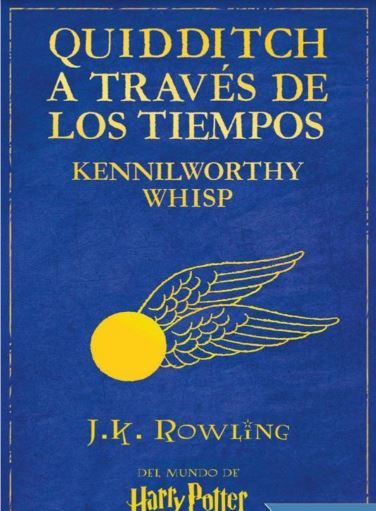 QUIDDITCH
A TRAVÉS DE
LOS TIEMPOS
KENNILWORTHY
WHISP
J.K. ROWLING
DEL MUNDO DE
Harry Potter